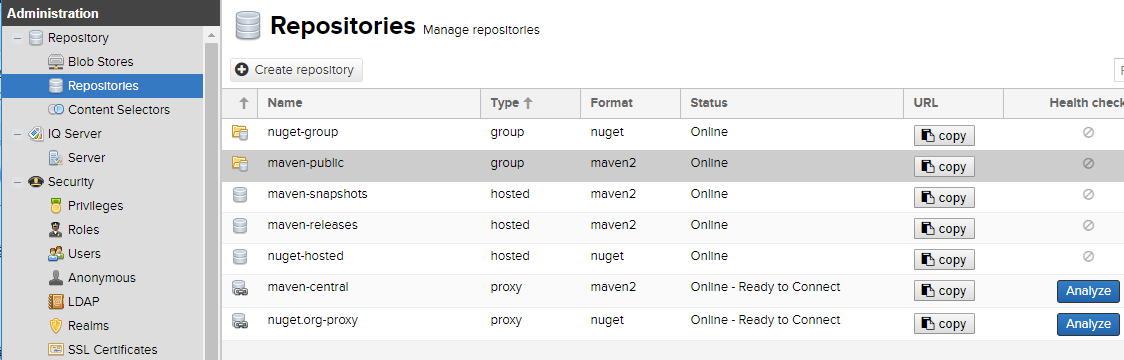 Administration
Repository
Blob Stores
Repositories
Content Selectors
IQ Server
Server
Security
Privileges
Roles
Users
Anonymous
LDAP
Realms
SSL Certificates
Repositories Manage repositories
Create repository
Name Type Format Status URL Health check
nuget-group group nuget Online copy
maven-public group maven2 Online copy
maven-snapshots hosted maven2 Online copy
maven-releases hosted maven2 Online copy
nuget-hosted hosted nuget Online copy
maven-central proxy maven2 Online - Ready to Connect copy Analyze
nuget.org-proxy proxy nuget Online - Ready to Connect copy Analyze